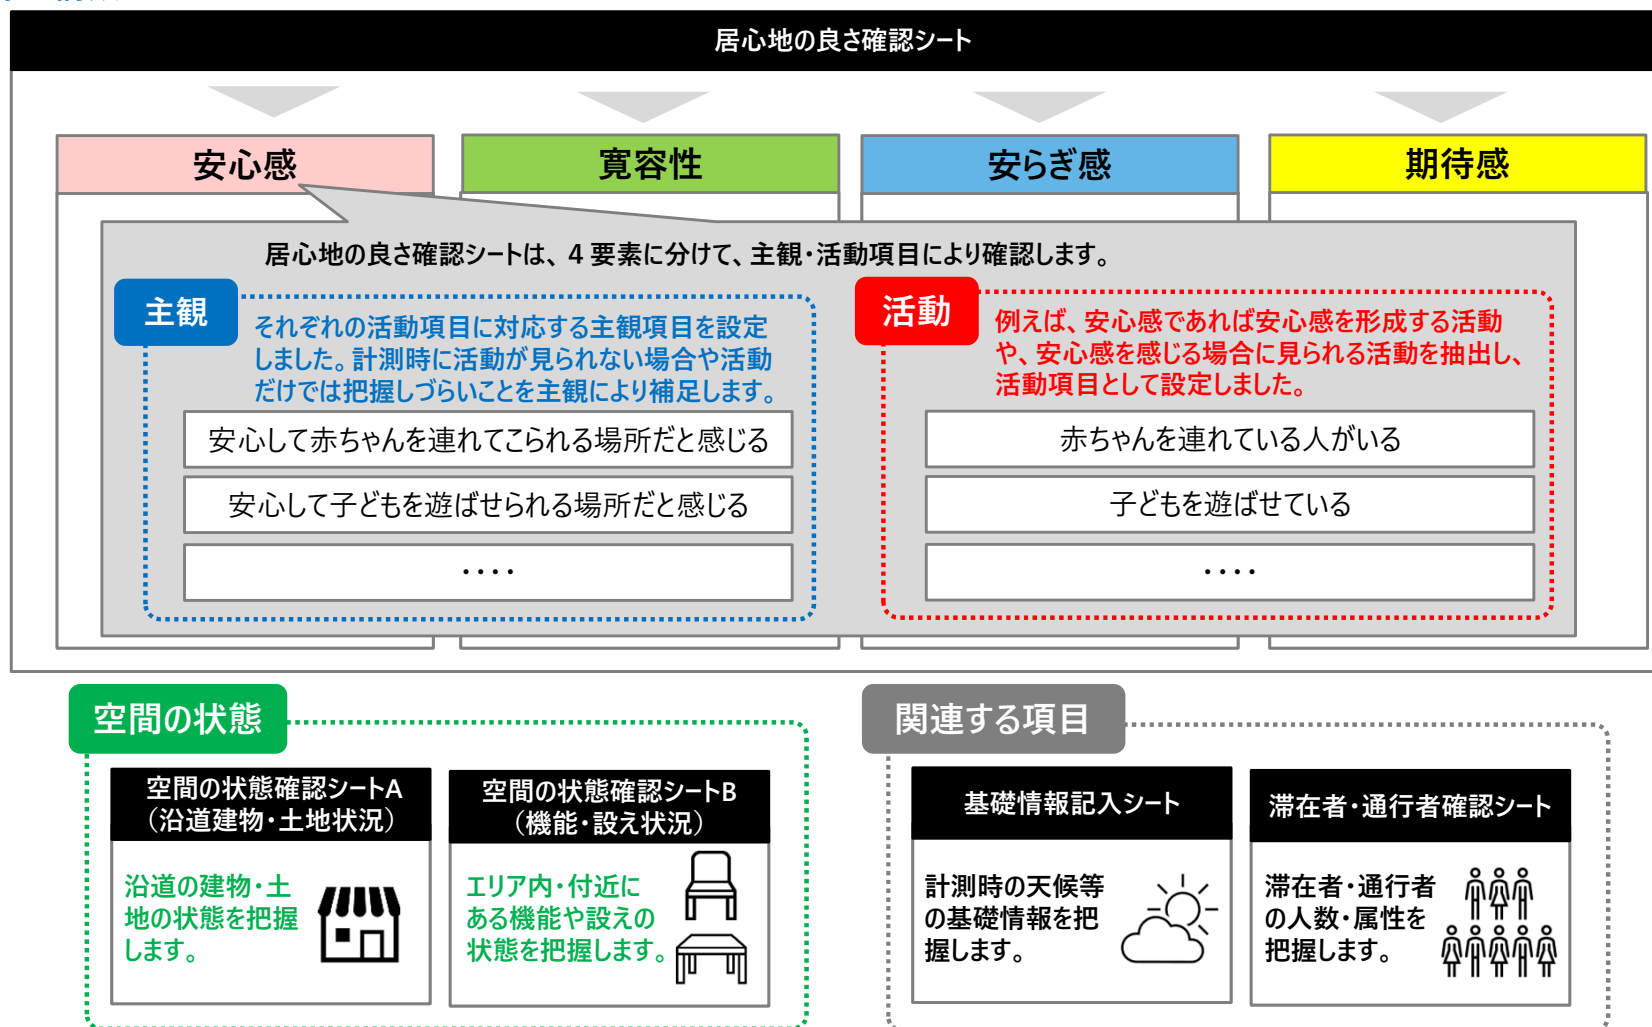 居心地の良さ確認シート
安心感
寛容性
安らぎ感
期待感
居心地の良さ確認シートは、4要素に分けて、主観・活動項目により確認します。
主観
それぞれの活動項目に対応する主観項目を設定
しました。計測時に活動が見られない場合や活動
だけでは把握しづらいことを主観により補足します。
安心して赤ちゃんを連れてこられる場所だと感じる
安心して子どもを遊ばせられる場所だと感じる
・・・・
活動
例えば、安心感であれば安心感を形成する活動
や、安心感を感じる場合に見られる活動を抽出し、
活動項目として設定しました。
赤ちゃんを連れている人がいる
子どもを遊ばせている
・・・・
空間の状態
空間の状態確認シートA
（沿道建物・土地状況）
沿道の建物・土
地の状態を把握
します。
空間の状態確認シートB
（機能・設え状況）
エリア内・付近に
ある機能や設えの
状態を把握します。
関連する項目
基礎情報記入シート
計測時の天候等
の基礎情報を把
握します。
滞在者・通行者確認シート
滞在者・通行者
の人数・属性を
把握します。